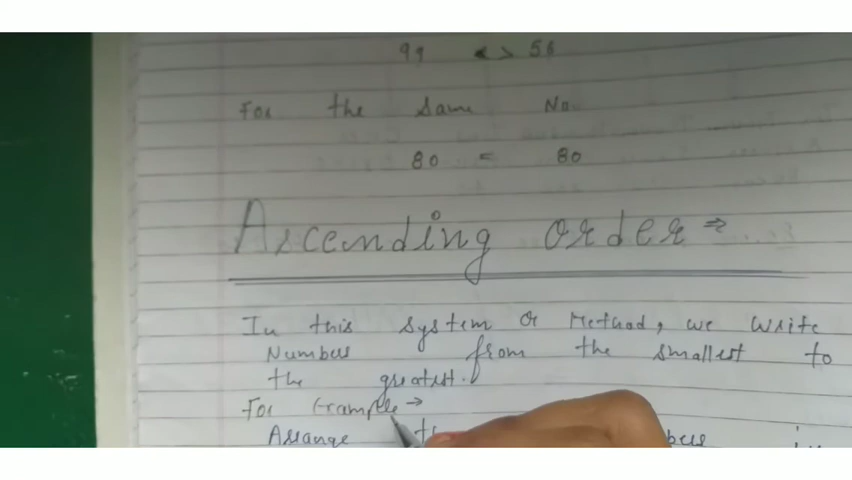 99 > 56
For the Same No.
80 = 80
Ascending order ⇒
In this system or Method, we write
Number from the smallest to
the greatest.
For Example →
Arrange